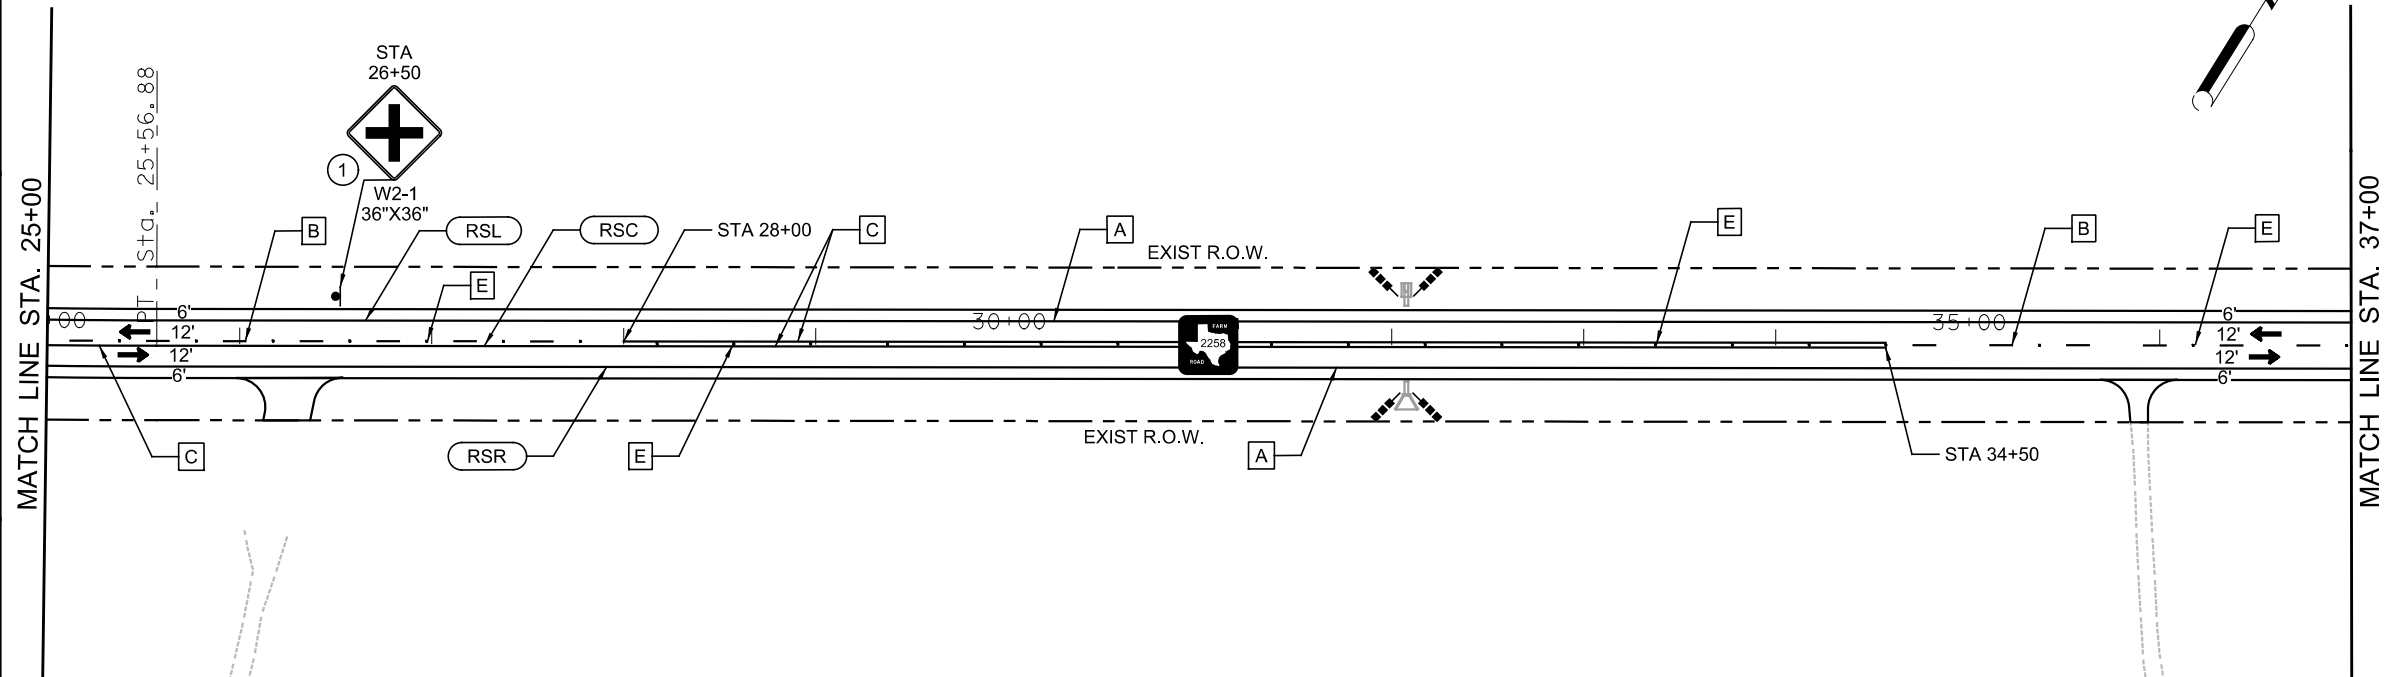 STA
26+50
1
W2-1
36"X36"
PT Sta. 25+56.88
MATCH LINE STA. 25+00
B
RSL
RSC
STA 28+00
C
A
EXIST R.O.W.
E
B
E
MATCH LINE STA. 37+00
E
00
6'
12'
12'
6'
30+00
FARM
2258
ROAD
35+00
6'
12'
12'
6'
C
RSR
E
EXIST R.O.W.
A
STA 34+50